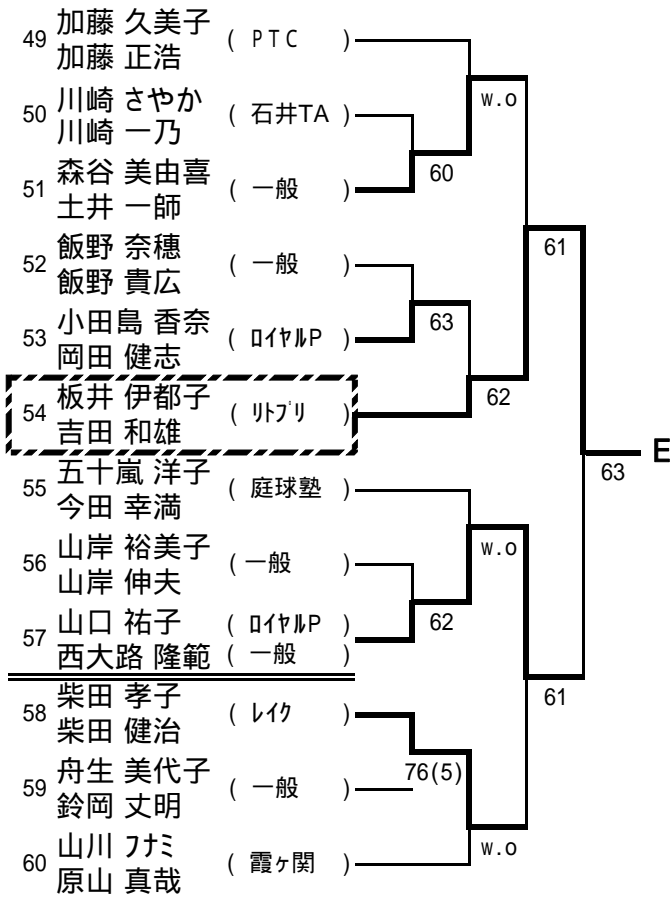 49 加藤 久美子 ( PTC )
加藤 正浩
w.o
50 川崎 さやか ( 石井TA )
川崎 一乃
60
51 森谷 美由喜 ( 一般 )
土井 一師
61
52 飯野 奈穂 ( 一般 )
飯野 貴広
63
53 小田島 香奈 ( ﾛｲﾔﾙP )
岡田 健志
62
54 板井 伊都子 ( ﾘﾄﾌﾟﾘ )
吉田 和雄
63 E
55 五十嵐 洋子 ( 庭球塾 )
今田 幸満
w.o
56 山岸 裕美子 ( 一般 )
山岸 伸夫
62
57 山口 祐子 ( ﾛｲﾔﾙP )
西大路 隆範 ( 一般 )
61
58 柴田 孝子 ( ﾚｲｸ )
柴田 健治
76(5)
59 舟生 美代子 ( 一般 )
鈴岡 丈明
w.o
60 山川 ﾌﾅﾐ ( 霞ヶ関 )
原山 真哉